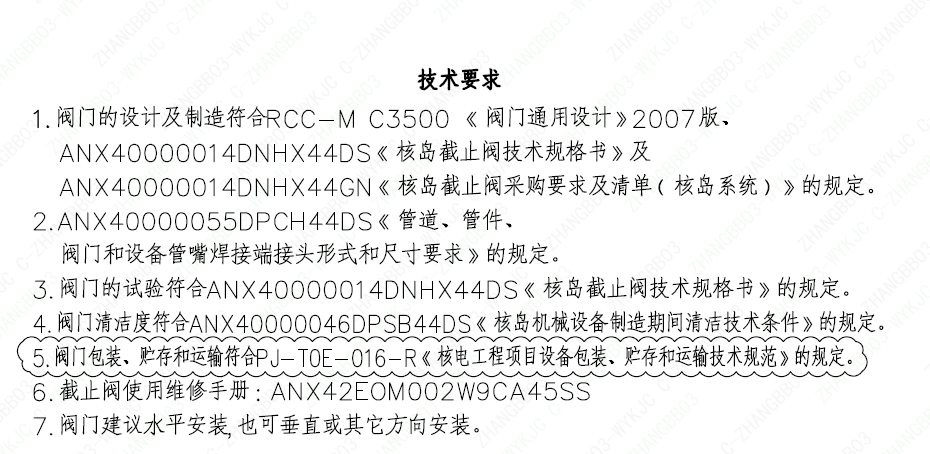 技术要求
1.阀门的设计及制造符合RCC-M C3500《阀门通用设计》2007版、
ANX40000014DNHX44DS《核岛截止阀技术规格书》及
ANX40000014DNHX44GN《核岛截止阀采购要求及清单(核岛系统)》的规定。
2.ANX40000055DPCH44DS《管道、管件、
阀门和设备管嘴焊接端接头形式和尺寸要求》的规定。
3.阀门的试验符合ANX40000014DNHX44DS《核岛截止阀技术规格书》的规定。
4.阀门清洁度符合ANX40000046DPSB44DS《核岛机械设备制造期间清洁技术条件》的规定。
5.阀门包装、贮存和运输符合PJ-T0E-016-R《核电工程项目设备包装、贮存和运输技术规范》的规定。
6.截止阀使用维修手册:ANX42EOM002W9CA45SS
7.阀门建议水平安装,也可垂直或其它方向安装。